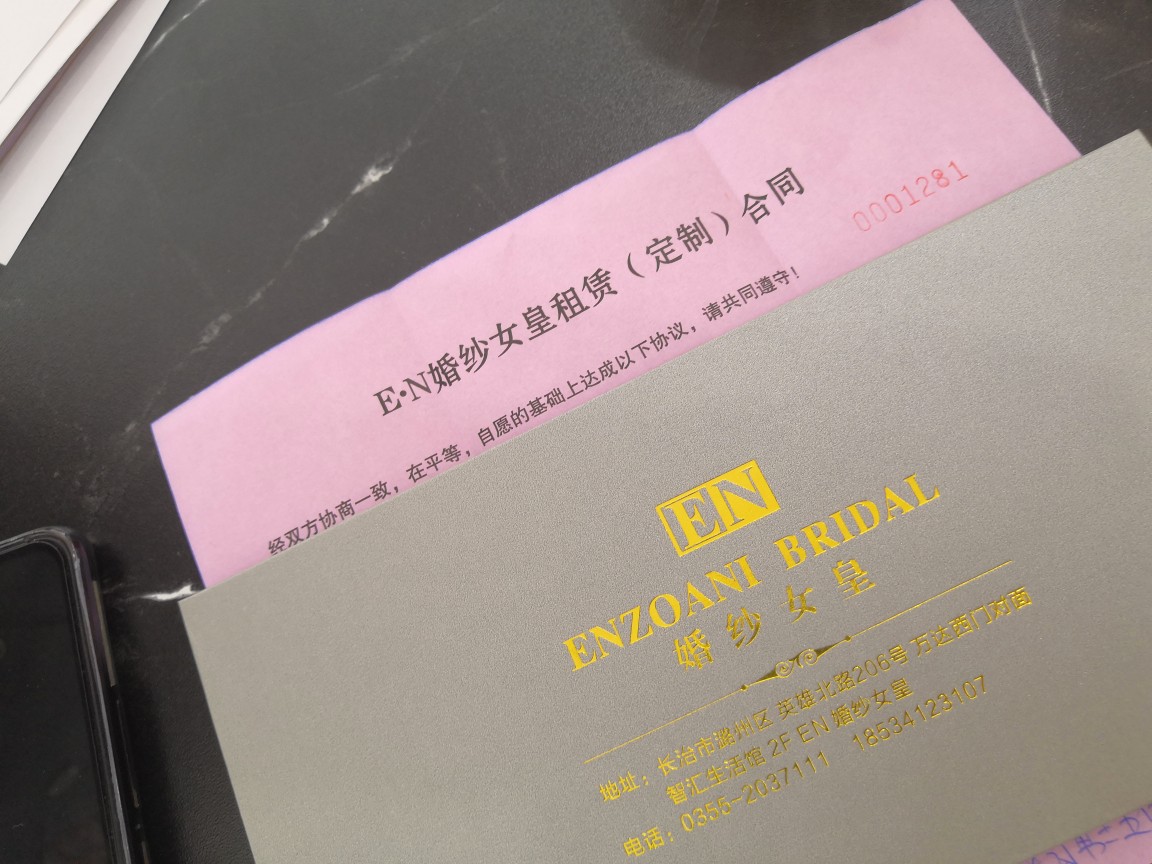 E·N婚纱女皇租赁（定制）合同
0001281
经双方协商一致，在平等，自愿的基础上达成以下协议，请共同遵守！
EN
ENZOANI BRIDAL
婚纱女皇
地址：长治市潞州区 英雄北路206号 万达西门对面
智汇生活馆 2F EN 婚纱女皇
电话：0355-2037111 18534123107